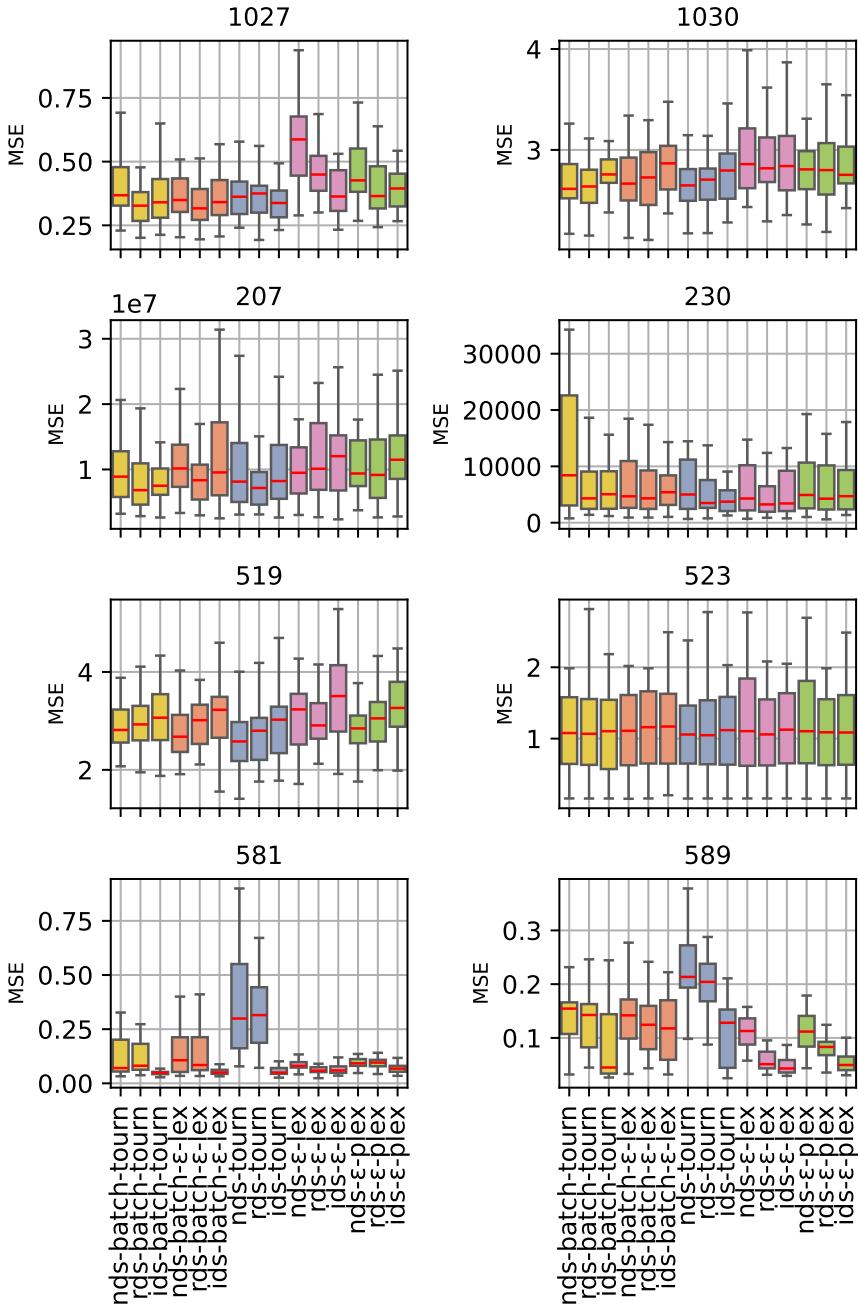 1027
1030
MSE
0.75
0.50
0.25
MSE
4
3
1e7
207
230
MSE
3
2
1
MSE
30000
20000
10000
0
519
523
MSE
4
2
MSE
2
1
581
589
MSE
0.75
0.50
0.25
0.00
MSE
0.3
0.2
0.1
nds-batch-tourn
rds-batch-tourn
ids-batch-tourn
nds-batch-ε-lex
rds-batch-ε-lex
ids-batch-ε-lex
nds-tourn
rds-tourn
ids-tourn
nds-ε-lex
rds-ε-lex
ids-ε-lex
nds-ε-plex
rds-ε-plex
ids-ε-plex
nds-batch-tourn
rds-batch-tourn
ids-batch-tourn
nds-batch-ε-lex
rds-batch-ε-lex
ids-batch-ε-lex
nds-tourn
rds-tourn
ids-tourn
nds-ε-lex
rds-ε-lex
ids-ε-lex
nds-ε-plex
rds-ε-plex
ids-ε-plex